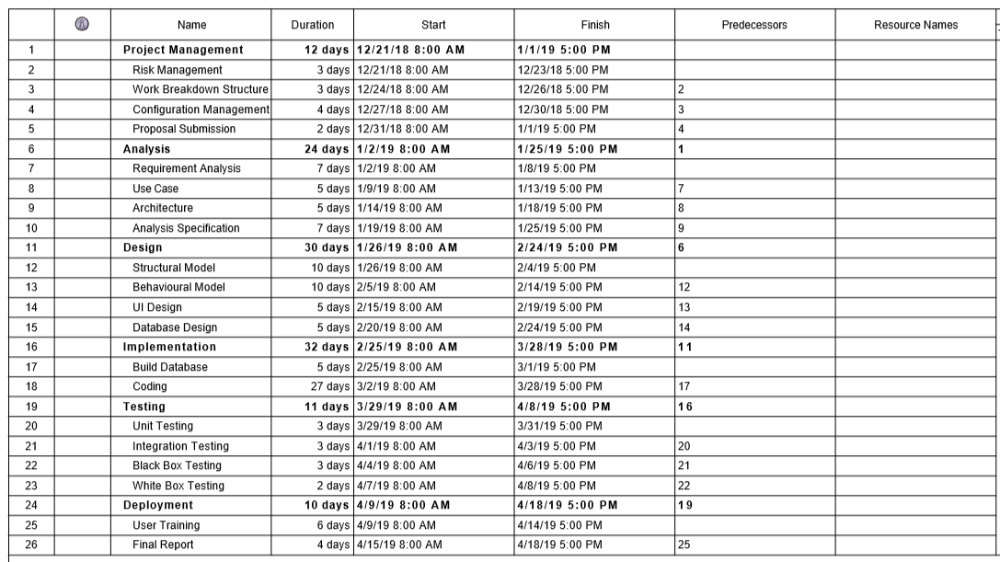 Name Duration Start Finish Predecessors Resource Names
1 Project Management 12 days 12/21/18 8:00 AM 1/1/19 5:00 PM
2 Risk Management 3 days 12/21/18 8:00 AM 12/23/18 5:00 PM
3 Work Breakdown Structure 3 days 12/24/18 8:00 AM 12/26/18 5:00 PM 2
4 Configuration Management 4 days 12/27/18 8:00 AM 12/30/18 5:00 PM 3
5 Proposal Submission 2 days 12/31/18 8:00 AM 1/1/19 5:00 PM 4
6 Analysis 24 days 1/2/19 8:00 AM 1/25/19 5:00 PM 1
7 Requirement Analysis 7 days 1/2/19 8:00 AM 1/8/19 5:00 PM
8 Use Case 5 days 1/9/19 8:00 AM 1/13/19 5:00 PM 7
9 Architecture 5 days 1/14/19 8:00 AM 1/18/19 5:00 PM 8
10 Analysis Specification 7 days 1/19/19 8:00 AM 1/25/19 5:00 PM 9
11 Design 30 days 1/26/19 8:00 AM 2/24/19 5:00 PM 6
12 Structural Model 10 days 1/26/19 8:00 AM 2/4/19 5:00 PM
13 Behavioural Model 10 days 2/5/19 8:00 AM 2/14/19 5:00 PM 12
14 UI Design 5 days 2/15/19 8:00 AM 2/19/19 5:00 PM 13
15 Database Design 5 days 2/20/19 8:00 AM 2/24/19 5:00 PM 14
16 Implementation 32 days 2/25/19 8:00 AM 3/28/19 5:00 PM 11
17 Build Database 5 days 2/25/19 8:00 AM 3/1/19 5:00 PM
18 Coding 27 days 3/2/19 8:00 AM 3/28/19 5:00 PM 17
19 Testing 11 days 3/29/19 8:00 AM 4/8/19 5:00 PM 16
20 Unit Testing 3 days 3/29/19 8:00 AM 3/31/19 5:00 PM
21 Integration Testing 3 days 4/1/19 8:00 AM 4/3/19 5:00 PM 20
22 Black Box Testing 3 days 4/4/19 8:00 AM 4/6/19 5:00 PM 21
23 White Box Testing 2 days 4/7/19 8:00 AM 4/8/19 5:00 PM 22
24 Deployment 10 days 4/9/19 8:00 AM 4/18/19 5:00 PM 19
25 User Training 6 days 4/9/19 8:00 AM 4/14/19 5:00 PM
26 Final Report 4 days 4/15/19 8:00 AM 4/18/19 5:00 PM 25